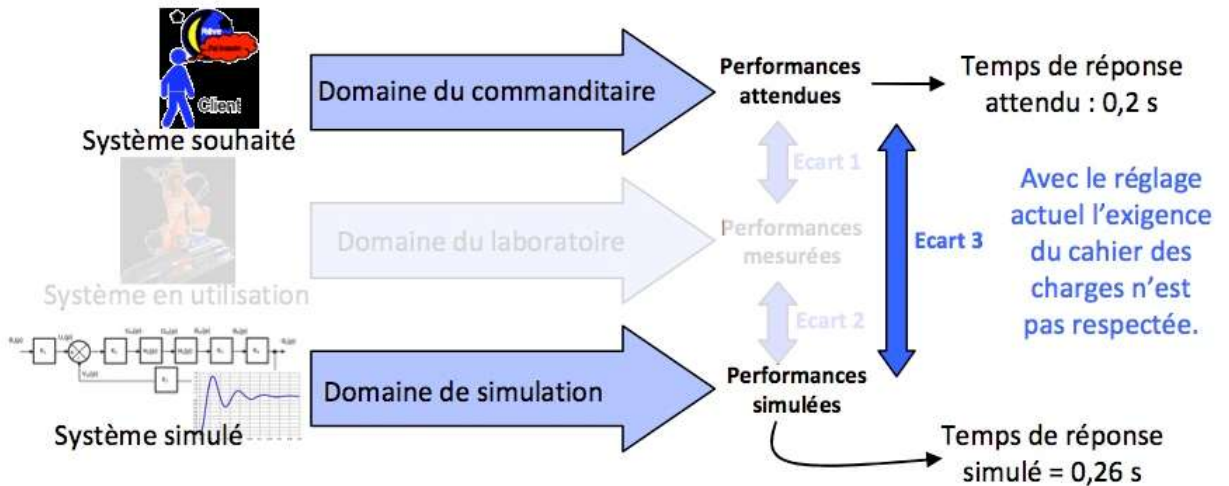 Rêve
Client
Système souhaité
Domaine du commanditaire
Performances
attendues
Temps de réponse
attendu : 0,2 s
Ecart 1
Avec le réglage
actuel l'exigence
du cahier des
charges n'est
pas respectée.
Système en utilisation
Domaine du laboratoire
Performances
mesurées
Ecart 3
Ecart 2
Système simulé
Domaine de simulation
Performances
simulées
Temps de réponse
simulé = 0,26 s